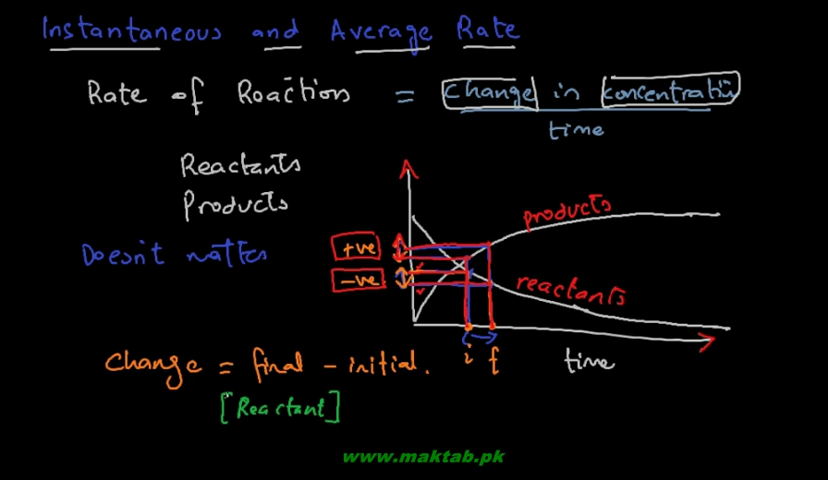 Instantaneous and Average Rate
Rate of Reaction = change in concentration
time
Reactants
Products
products
Doesn't matter
+ve
-ve
reactants
i f
time
Change = final - initial.
[Reactant]
www.maktab.pk